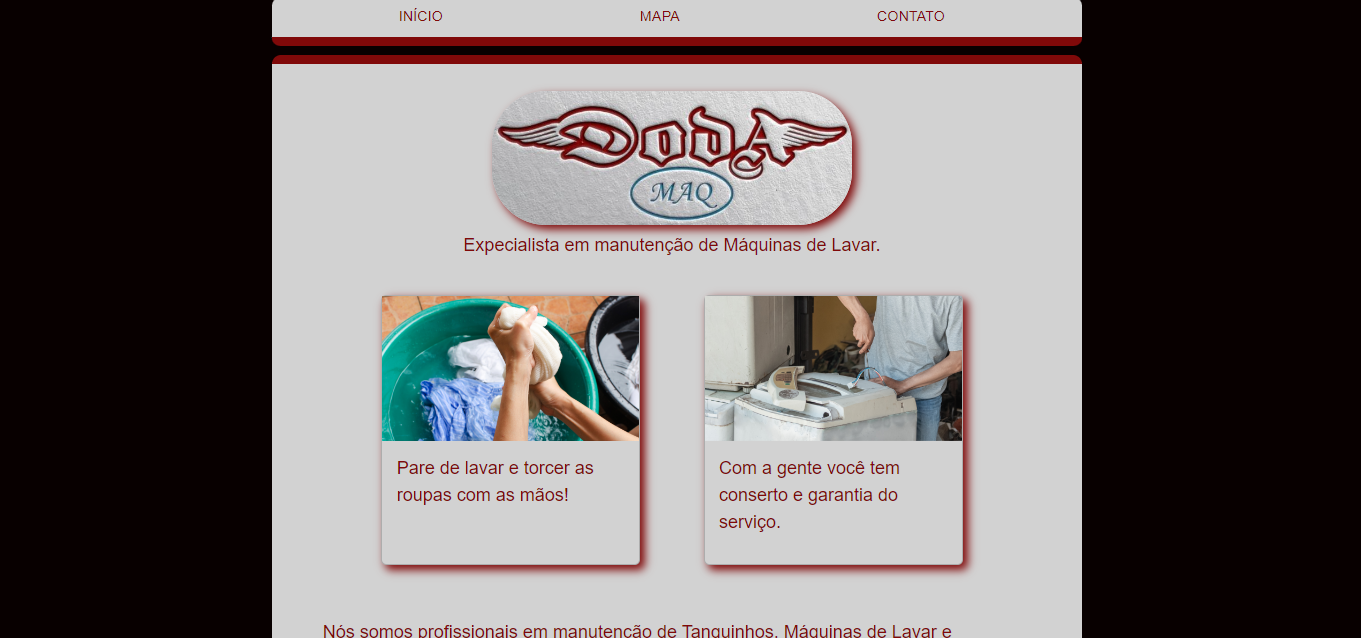 INÍCIO MAPA CONTATO
DodA
MAQ
Expecialista em manutenção de Máquinas de Lavar.
Pare de lavar e torcer as
roupas com as mãos!
Com a gente você tem
conserto e garantia do
serviço.
Nós somos profissionais em manutenção de Tanquinhos, Máquinas de Lavar e